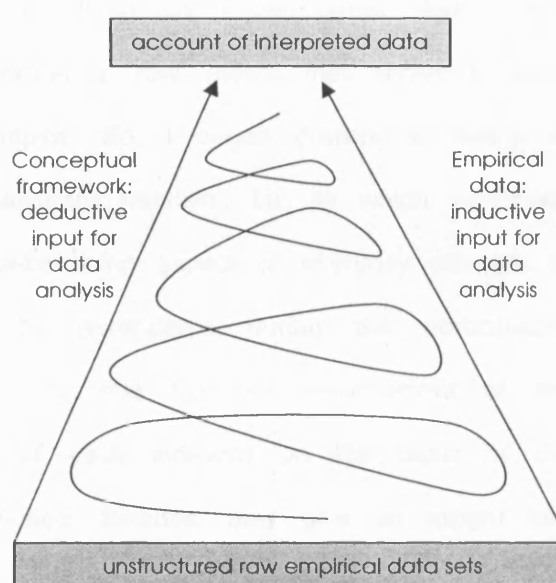 account of interpreted data
Conceptual
framework:
deductive
input for
data
analysis
Empirical
data:
inductive
input for
data
analysis
unstructured raw empirical data sets